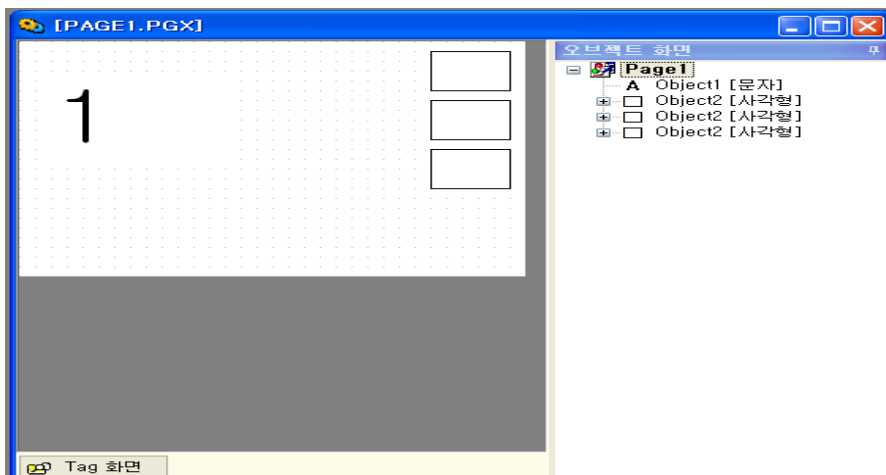 [PAGE1.PGX]
1
오브젝트 화면
Page1
A Object1 [문자]
Object2 [사각형]
Object2 [사각형]
Object2 [사각형]
Tag 화면